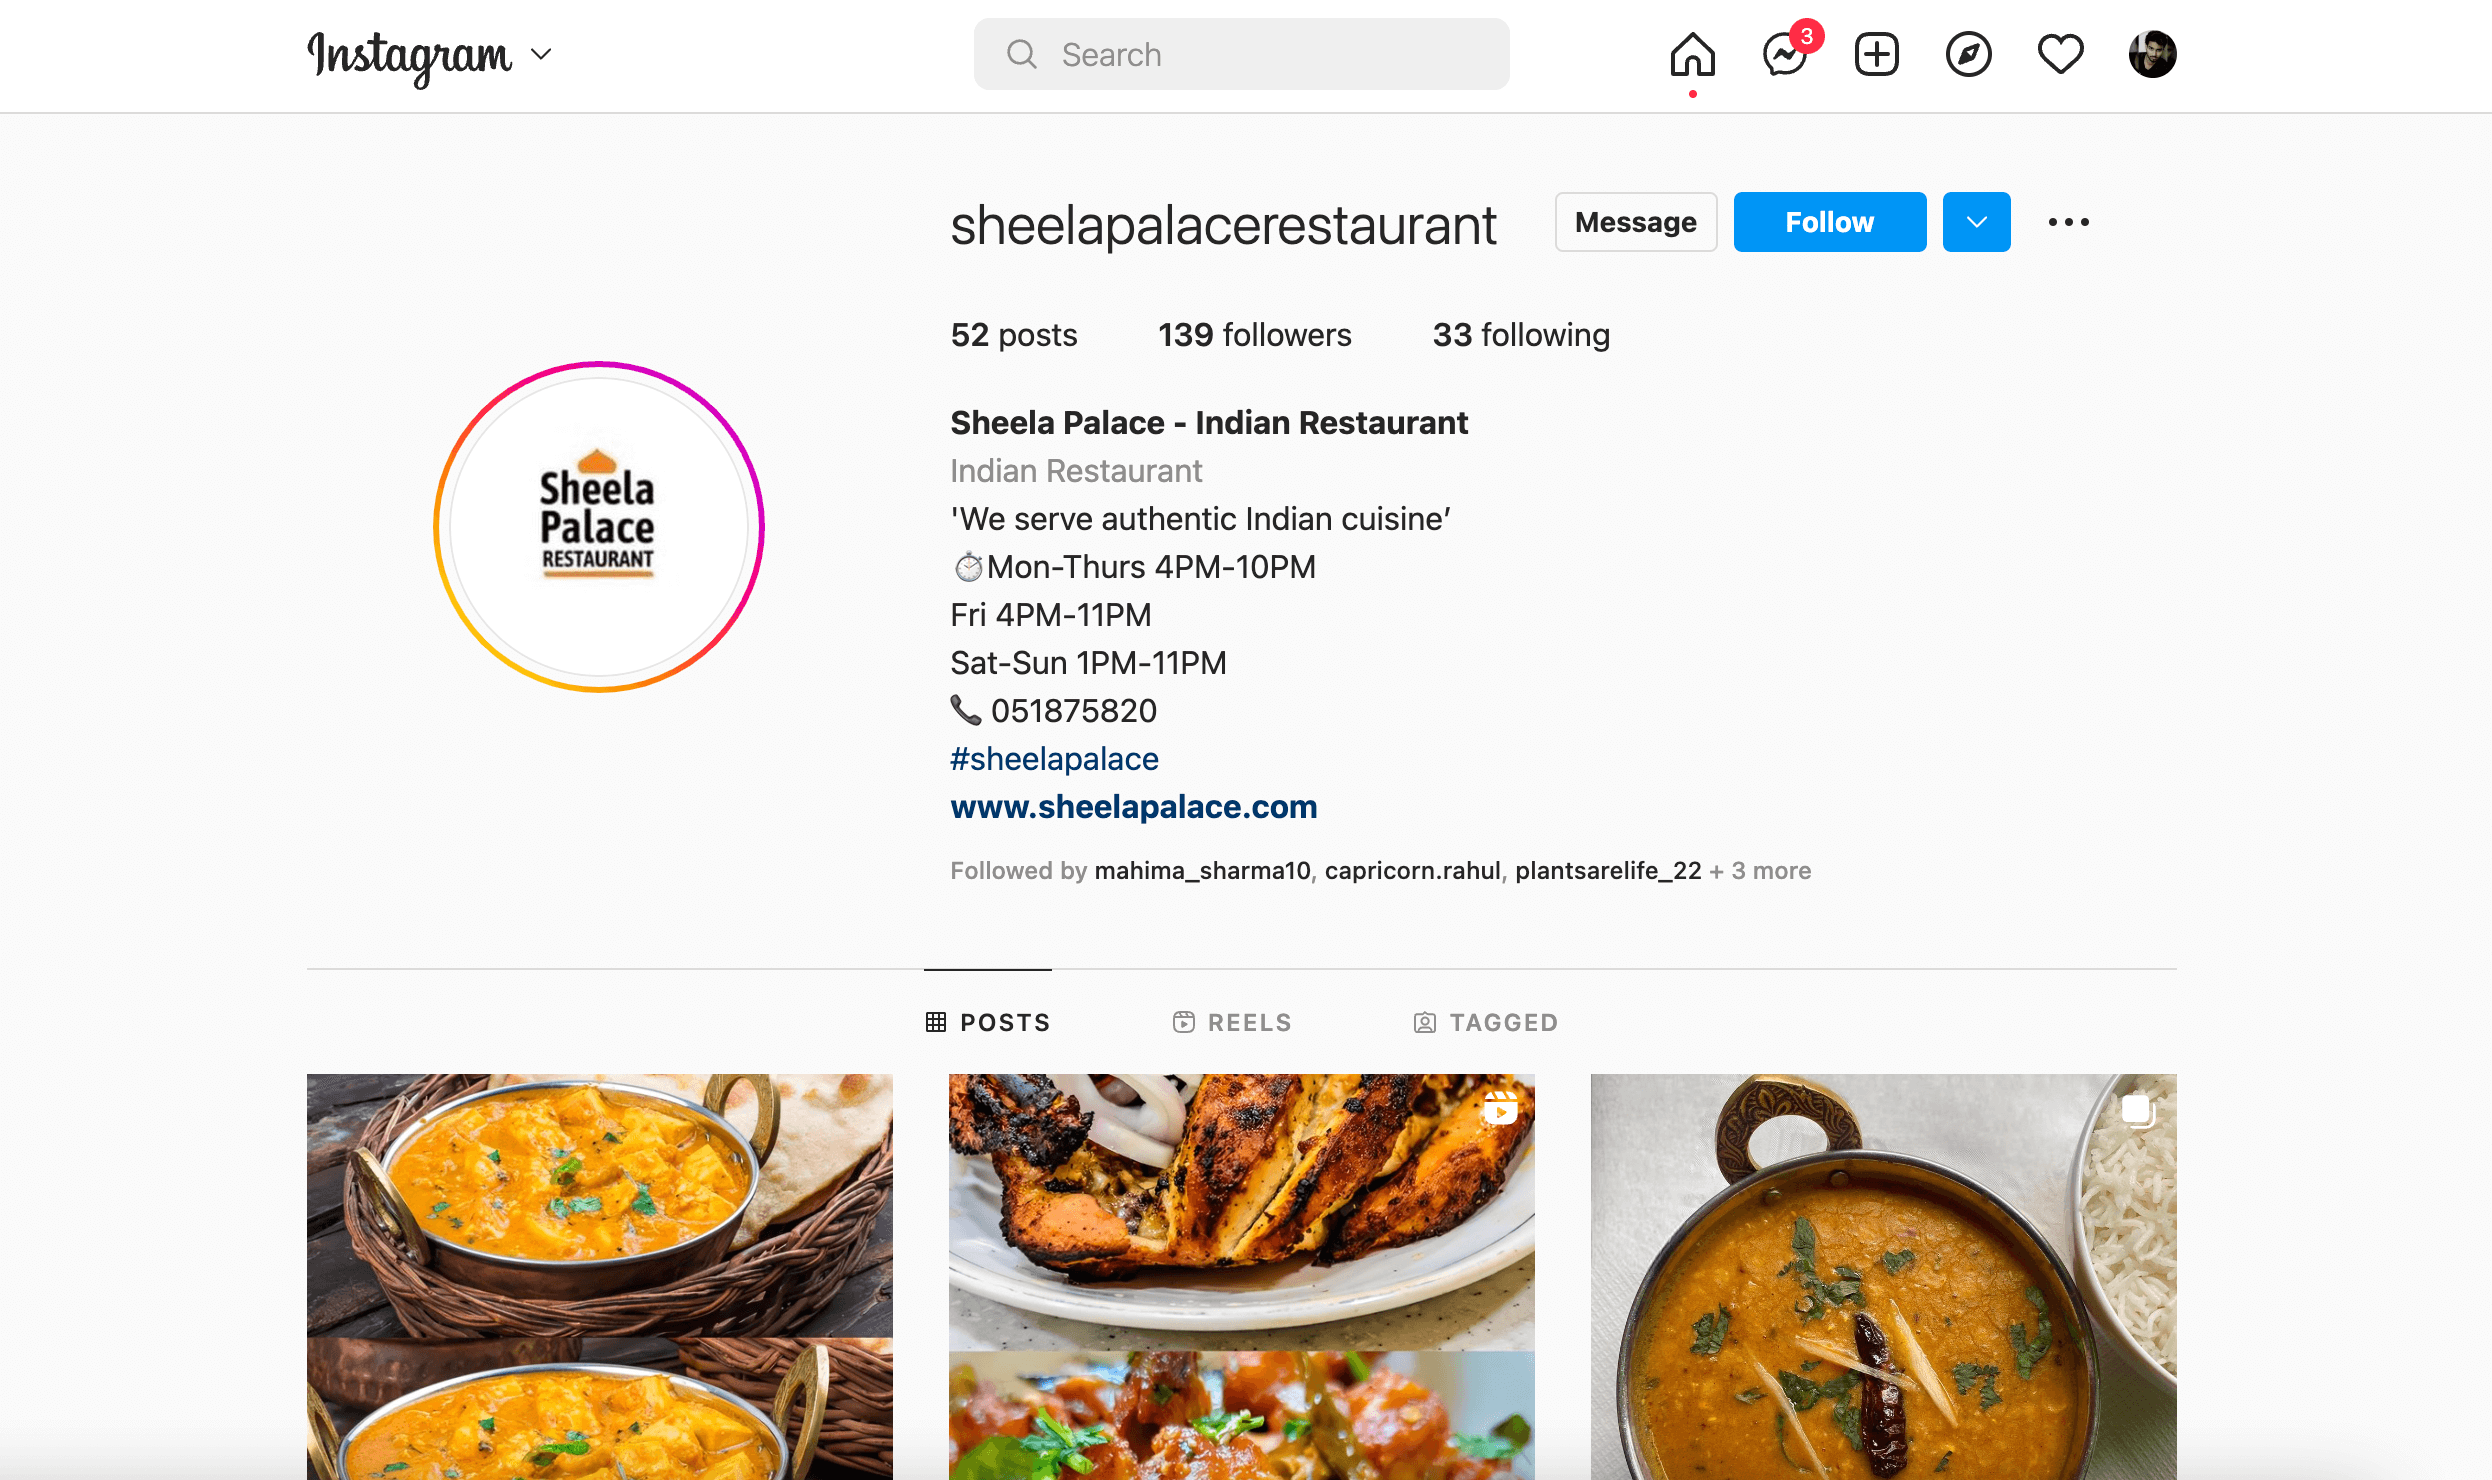 Instagram
Search
3
sheelapalacerestaurant
Message
Follow
52 posts
139 followers
33 following
Sheela
Palace
RESTAURANT
Sheela Palace - Indian Restaurant
Indian Restaurant
'We serve authentic Indian cuisine’
⏱Mon-Thurs 4PM-10PM
Fri 4PM-11PM
Sat-Sun 1PM-11PM
📞 051875820
#sheelapalace
www.sheelapalace.com
Followed by mahima_sharma10, capricorn.rahul, plantsarelife_22 + 3 more
POSTS
REELS
TAGGED